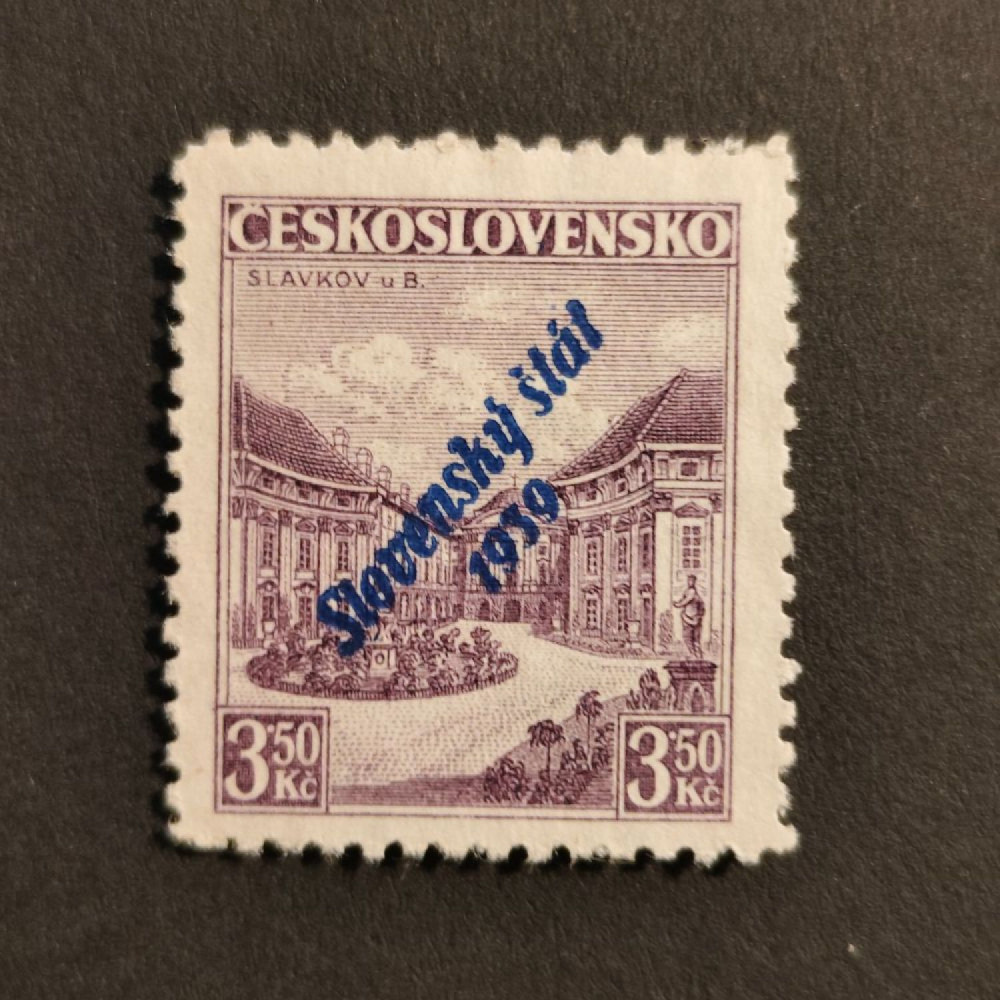 ČESKOSLOVENSKO
SLAVKOV u B.
Slovenský štát
1939
3·50
Kč
3·50
Kč